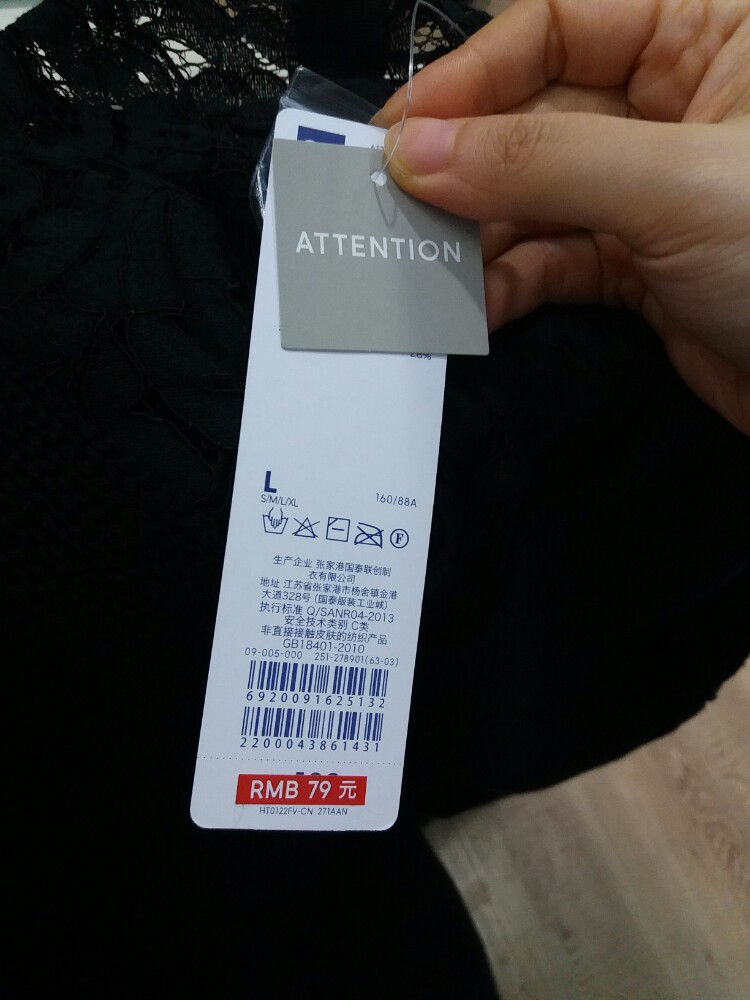 ATTENTION
28%
L
S/M/L/XL
160/88A
F
生产企业 张家港国泰联创制
衣有限公司
地址 江苏省张家港市杨舍镇金港
大道328号 (国泰服装工业城)
执行标准 Q/SANR04-2013
安全技术类别 C类
非直接接触皮肤的纺织产品
GB18401-2010
09-005-000 251-278901(63-03)
6920091625132
2200043861431
RMB 79 元
HT0122FV-CN 271AAN